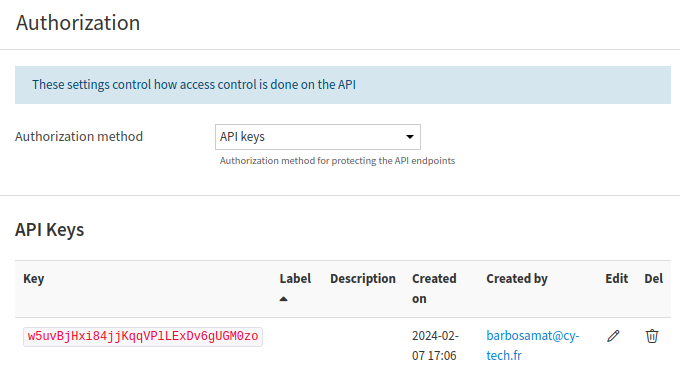 Authorization
These settings control how access control is done on the API
Authorization method
API keys
Authorization method for protecting the API endpoints
API Keys
Key Label Description Created on Created by Edit Del
w5uvBjHxi84jjKqqVPlLExDv6gUGM0zo 2024-02-07 17:06 barbosamat@cy-tech.fr